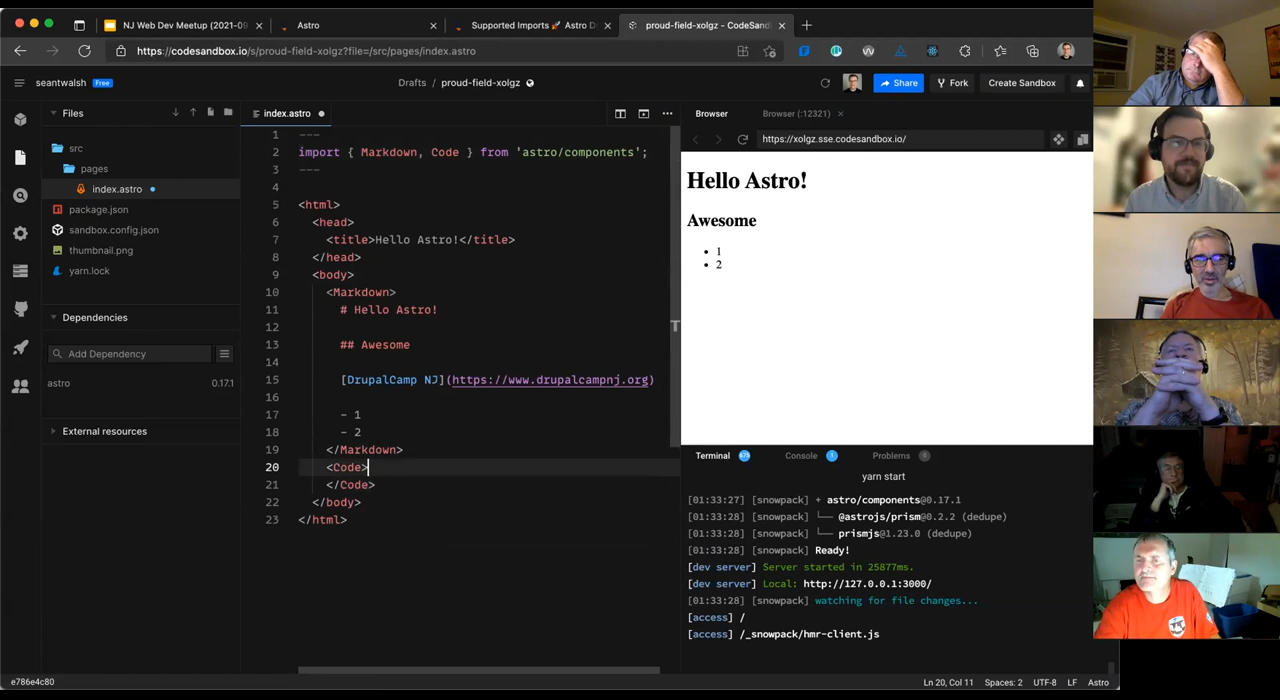 NJ Web Dev Meetup (2021-09
Astro
Supported Imports 🚀 Astro D
proud-field-xolgz - CodeSand
https://codesandbox.io/s/proud-field-xolgz?file=/src/pages/index.astro
seantwalsh Free
Drafts / proud-field-xolgz
Share
Fork
Create Sandbox
Files
index.astro
Browser
Browser (:12321)
https://xolgz.sse.codesandbox.io/
src
pages
index.astro
package.json
sandbox.config.json
thumbnail.png
yarn.lock
Dependencies
Add Dependency
astro 0.17.1
External resources
1 ---
2 import { Markdown, Code } from 'astro/components';
3 ---
4
5 <html>
6 <head>
7 <title>Hello Astro!</title>
8 </head>
9 <body>
10 <Markdown>
11 # Hello Astro!
12
13 ## Awesome
14
15 [DrupalCamp NJ](https://www.drupalcampnj.org)
16
17 - 1
18 - 2
19 </Markdown>
20 <Code>
21 </Code>
22 </body>
23 </html>
Hello Astro!
Awesome
• 1
• 2
Terminal
Console 1
Problems 0
yarn start
[01:33:27] [snowpack] + astro/components@0.17.1
[01:33:28] [snowpack] └── @astrojs/prism@0.2.2 (dedupe)
[01:33:28] [snowpack] └── prismjs@1.23.0 (dedupe)
[01:33:28] [snowpack] Ready!
[dev server] Server started in 25877ms.
[dev server] Local: http://127.0.0.1:3000/
[01:33:28] [snowpack] watching for file changes...
[access] /
[access] /_snowpack/hmr-client.js
e786e4c80
Ln 20, Col 11 Spaces: 2 UTF-8 LF Astro